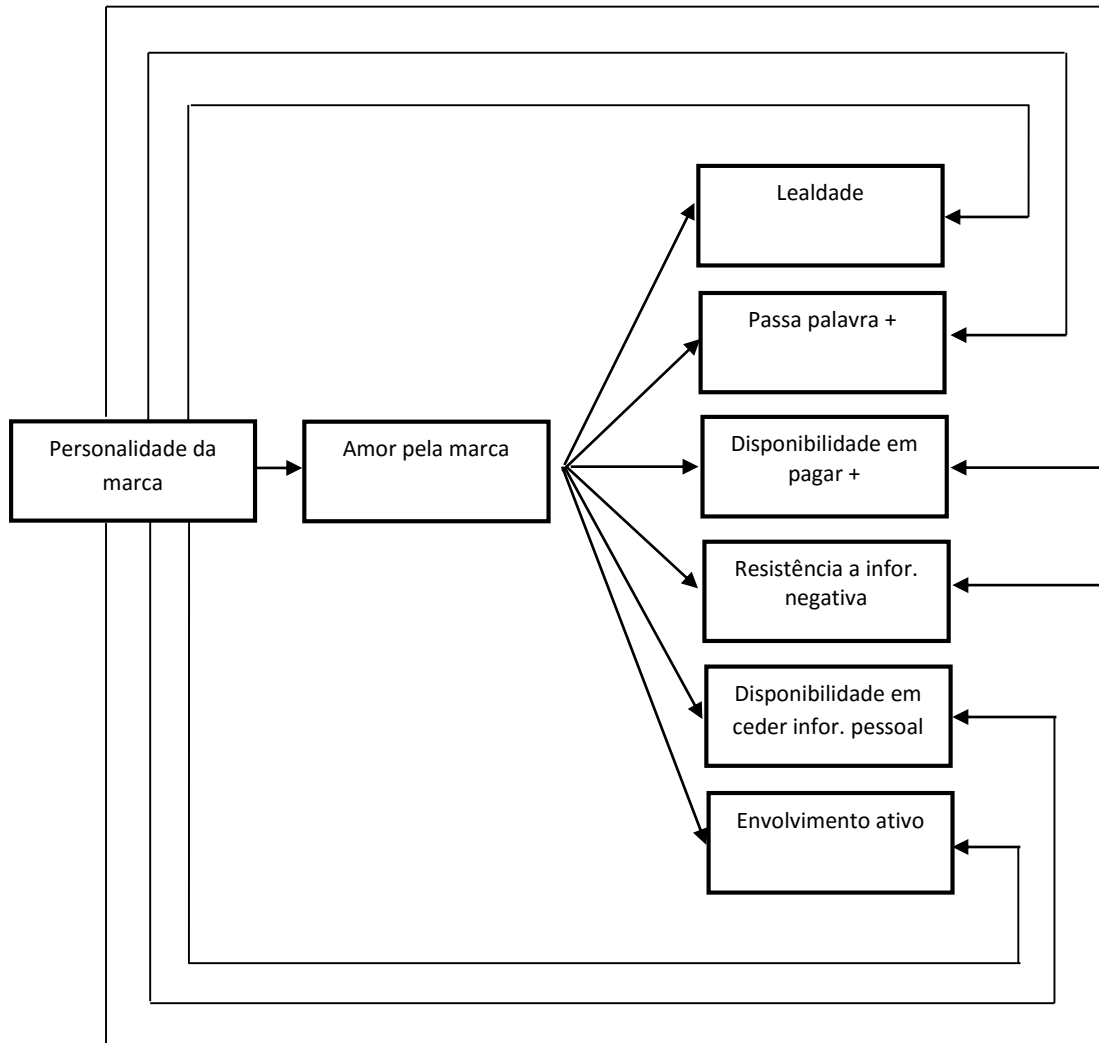 Lealdade
Passa palavra +
Personalidade da
marca
Amor pela marca
Disponibilidade em
pagar +
Resistência a infor.
negativa
Disponibilidade em
ceder infor. pessoal
Envolvimento ativo